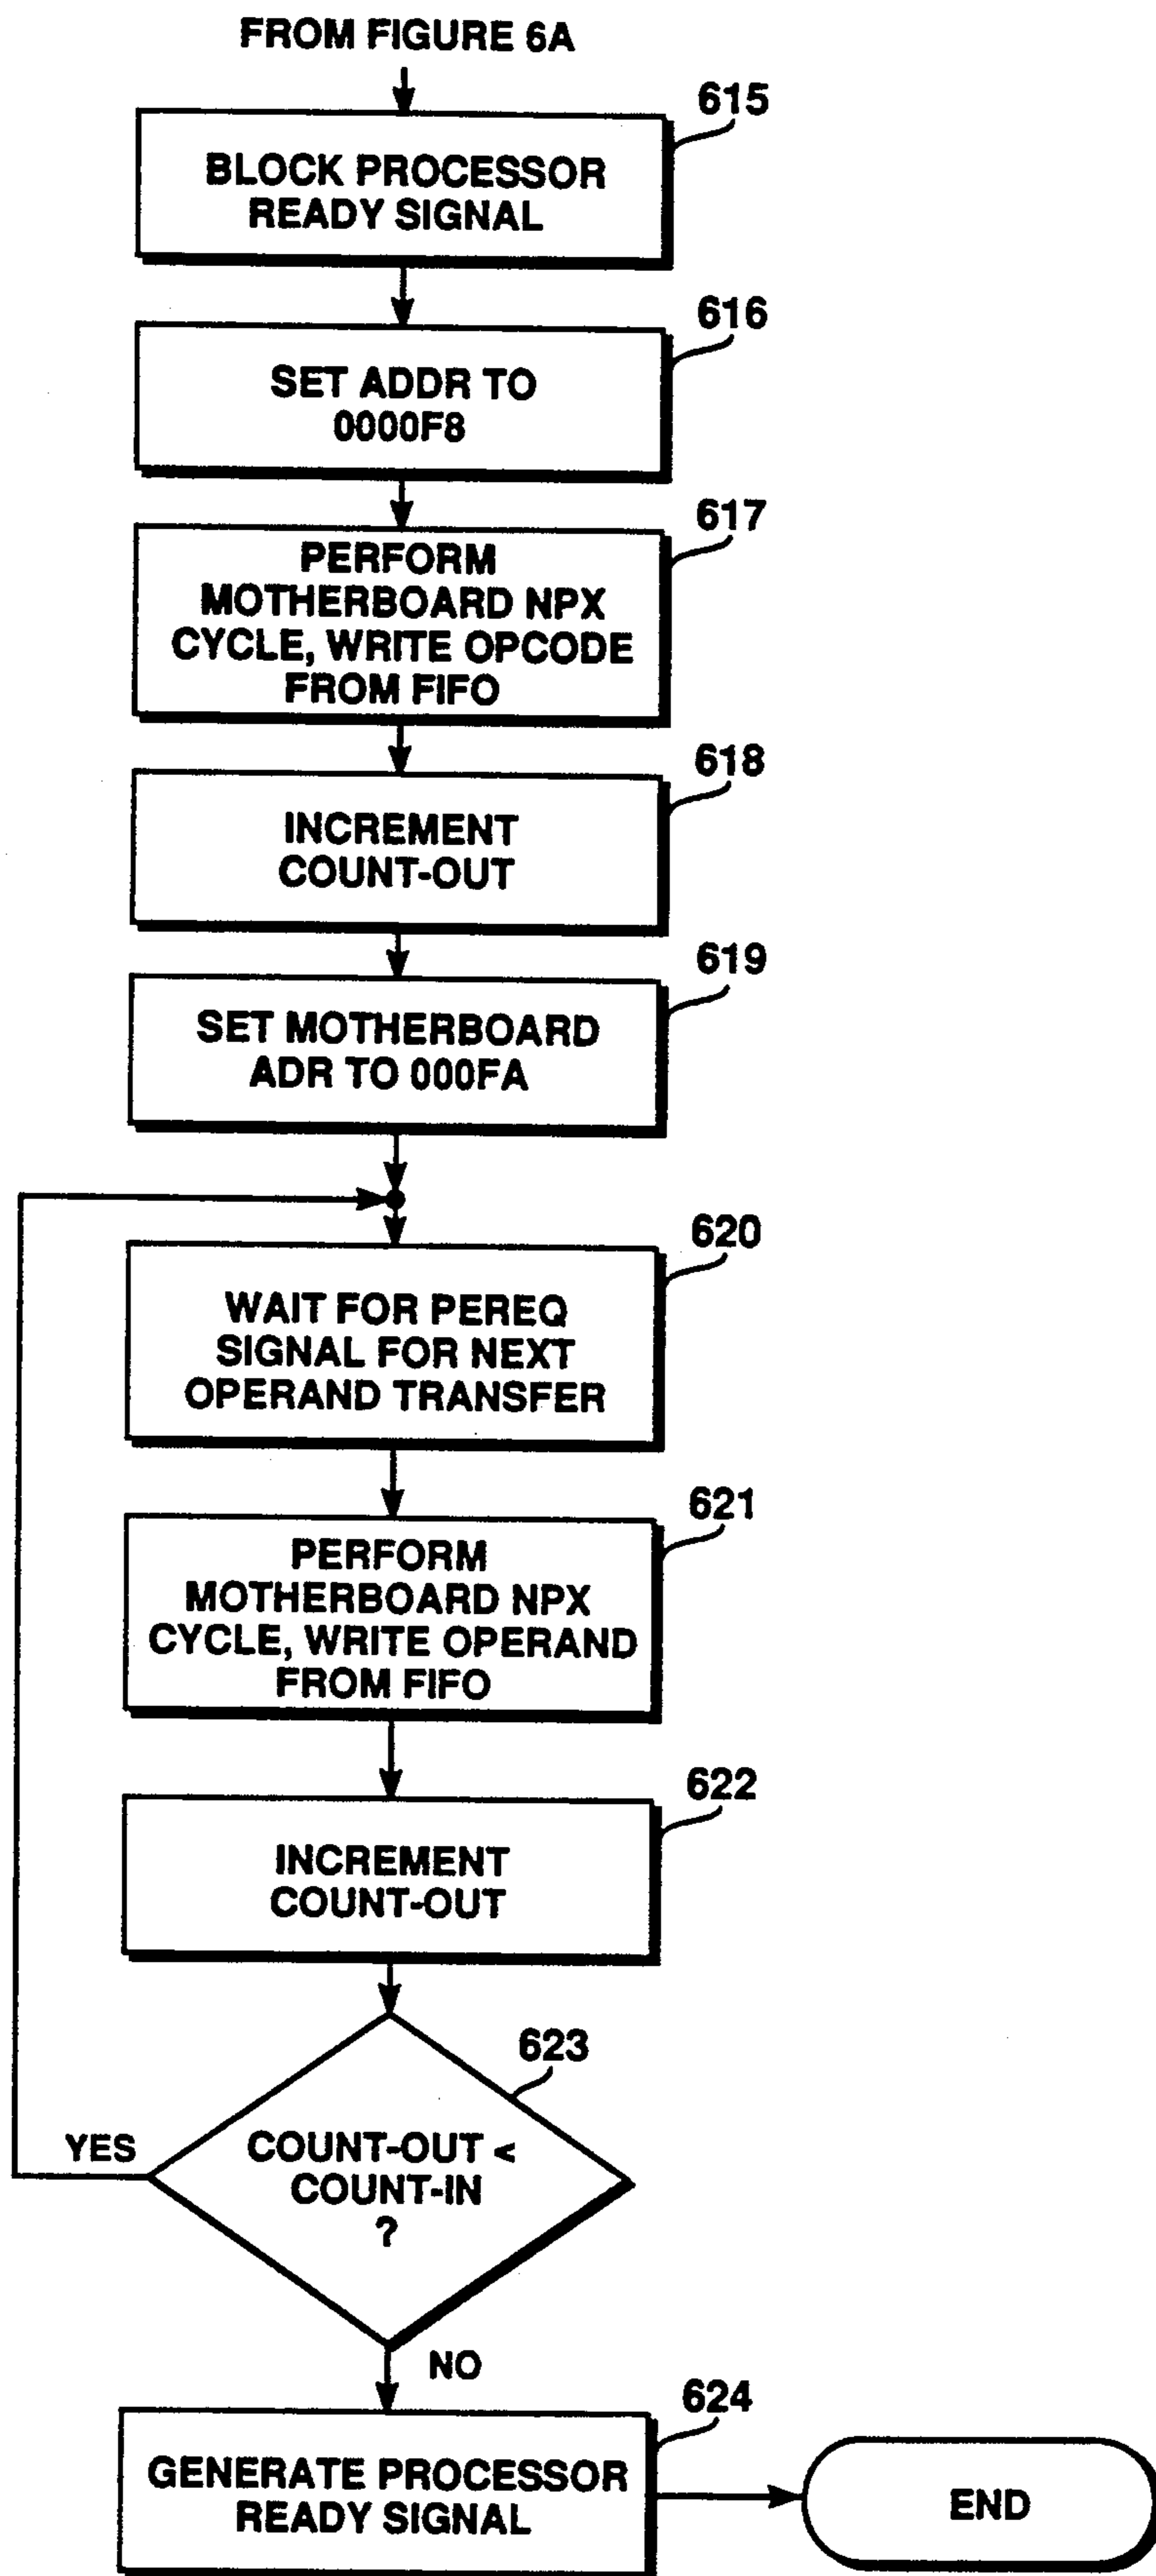 FROM FIGURE 6A
615
BLOCK PROCESSOR
READY SIGNAL
616
SET ADDR TO
0000F8
617
PERFORM
MOTHERBOARD NPX
CYCLE, WRITE OPCODE
FROM FIFO
618
INCREMENT
COUNT-OUT
619
SET MOTHERBOARD
ADR TO 000FA
620
WAIT FOR PEREQ
SIGNAL FOR NEXT
OPERAND TRANSFER
621
PERFORM
MOTHERBOARD NPX
CYCLE, WRITE OPERAND
FROM FIFO
622
INCREMENT
COUNT-OUT
623
YES
COUNT-OUT <
COUNT-IN
?
NO
624
GENERATE PROCESSOR
READY SIGNAL
END